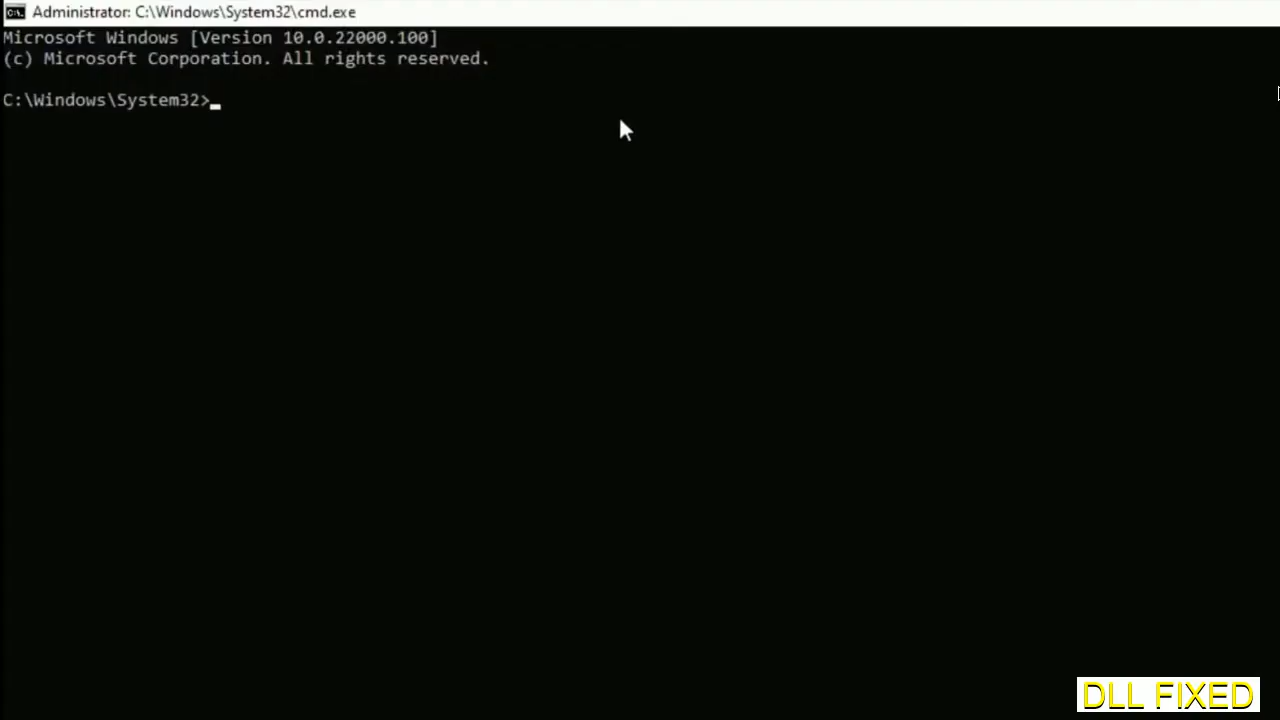 Administrator: C:\Windows\System32\cmd.exe
Microsoft Windows [Version 10.0.22000.100]
(c) Microsoft Corporation. All rights reserved.
C:\Windows\System32>
DLL FIXED